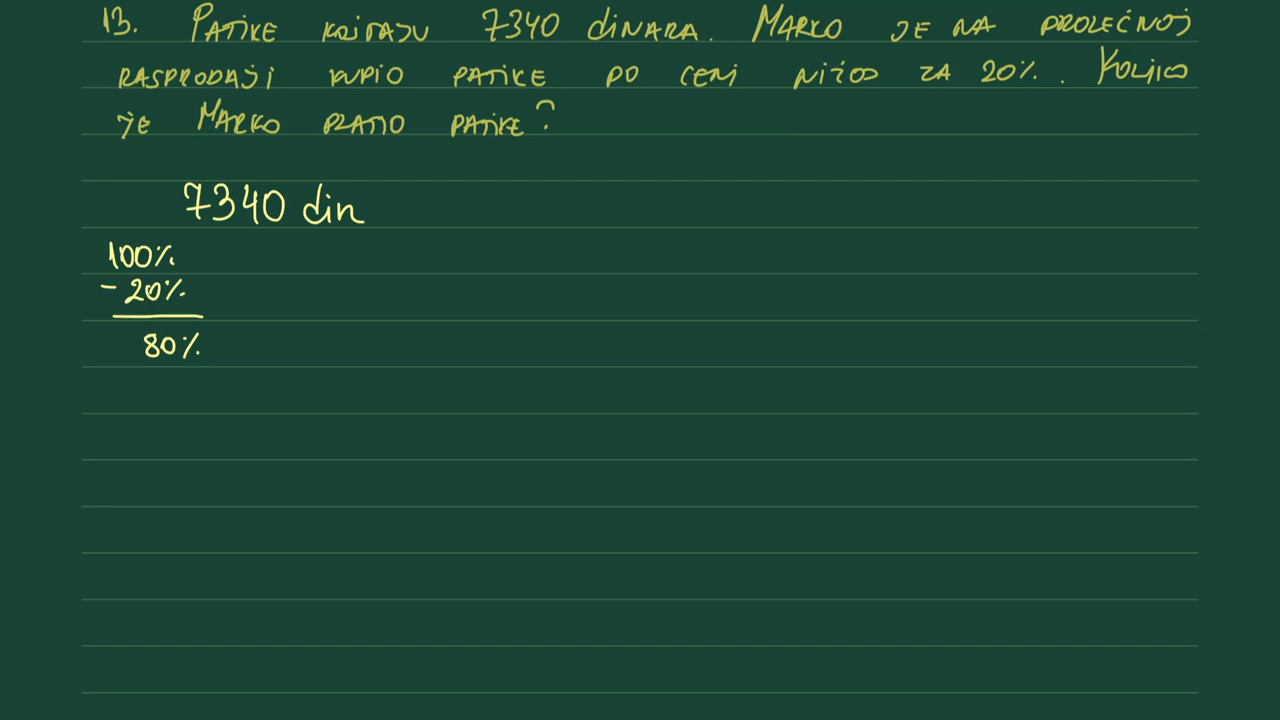 13. Patike koštaju 7340 dinara. Marko je na prolećnoj
rasprodaji kupio patike po ceni nižoj za 20%. Koliko
je Marko platio patike?
7340 din
100%
- 20%
80%